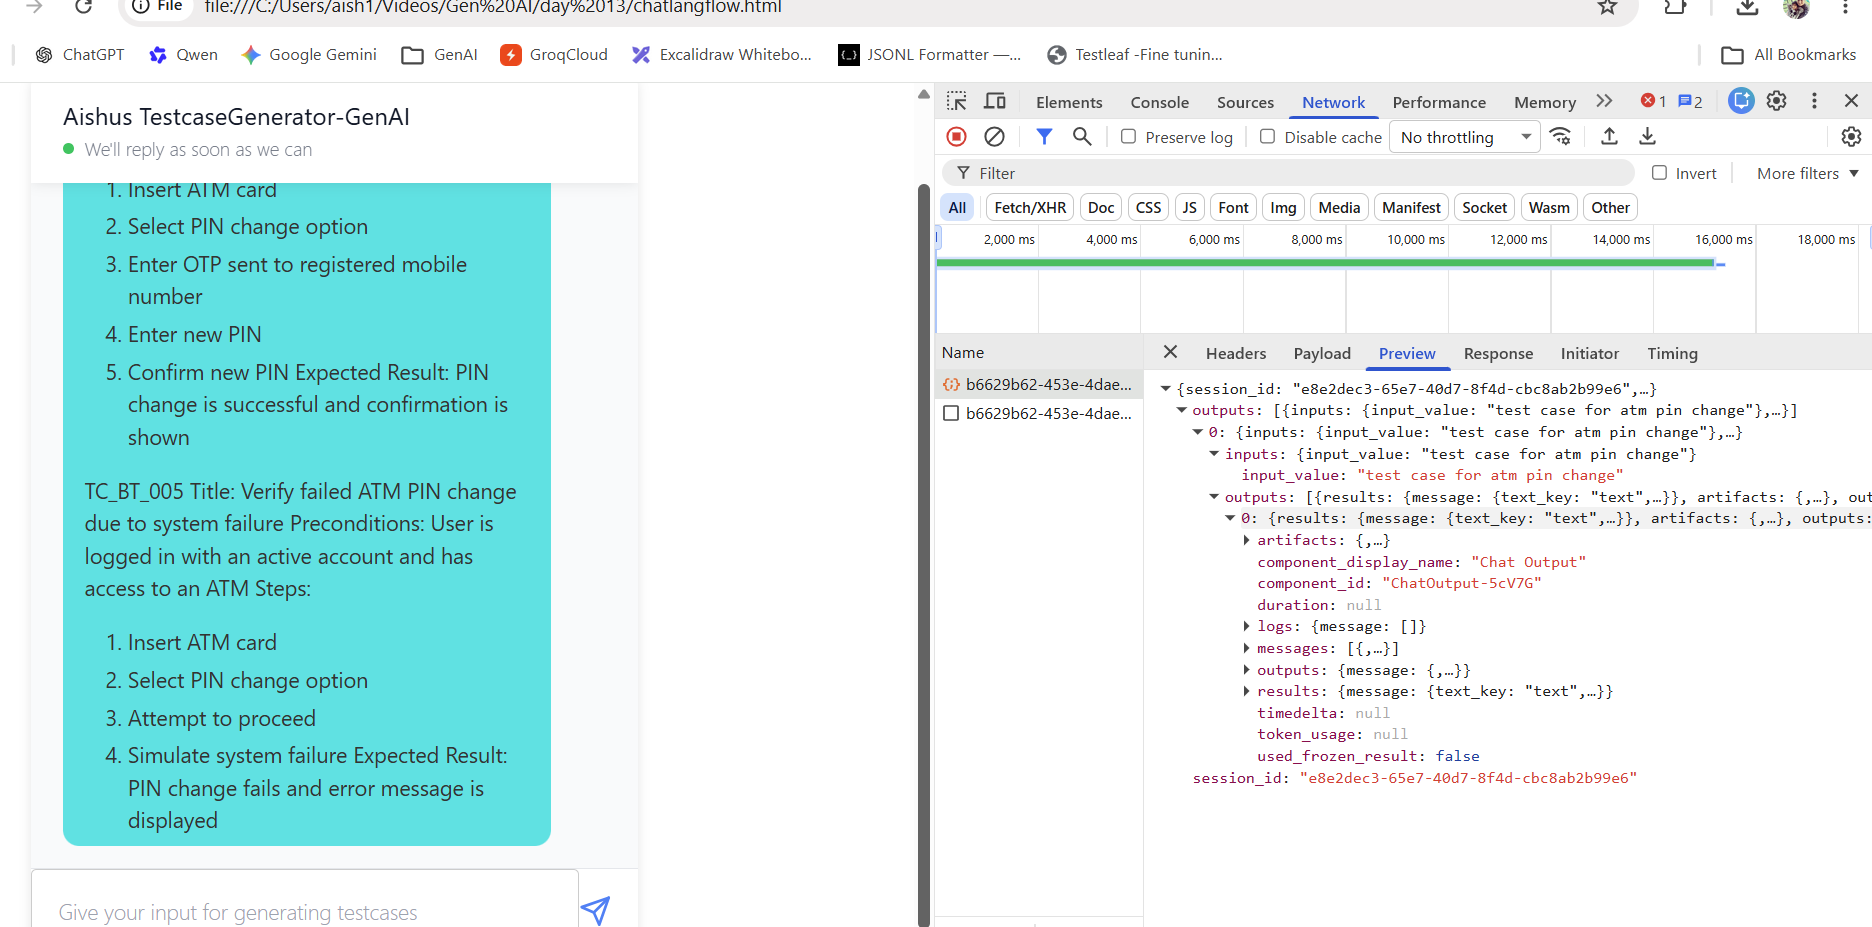 File file:///C:/Users/aish1/Videos/Gen%20AI/day%2013/chatlangflow.html
ChatGPT Qwen Google Gemini GenAI GroqCloud Excalidraw Whitebo... JSONL Formatter —... Testleaf -Fine tunin... All Bookmarks
Aishus TestcaseGenerator-GenAI
We'll reply as soon as we can
1. Insert ATM card
2. Select PIN change option
3. Enter OTP sent to registered mobile
number
4. Enter new PIN
5. Confirm new PIN Expected Result: PIN
change is successful and confirmation is
shown
TC_BT_005 Title: Verify failed ATM PIN change
due to system failure Preconditions: User is
logged in with an active account and has
access to an ATM Steps:
1. Insert ATM card
2. Select PIN change option
3. Attempt to proceed
4. Simulate system failure Expected Result:
PIN change fails and error message is
displayed
Give your input for generating testcases
Elements Console Sources Network Performance Memory 1 2
Preserve log Disable cache No throttling
Filter Invert More filters
All Fetch/XHR Doc CSS JS Font Img Media Manifest Socket Wasm Other
2,000 ms 4,000 ms 6,000 ms 8,000 ms 10,000 ms 12,000 ms 14,000 ms 16,000 ms 18,000 ms
Name
b6629b62-453e-4dae...
b6629b62-453e-4dae...
Headers Payload Preview Response Initiator Timing
{session_id: "e8e2dec3-65e7-40d7-8f4d-cbc8ab2b99e6",…}
outputs: [{inputs: {input_value: "test case for atm pin change"},…}]
0: {inputs: {input_value: "test case for atm pin change"},…}
inputs: {input_value: "test case for atm pin change"}
input_value: "test case for atm pin change"
outputs: [{results: {message: {text_key: "text",…}}, artifacts: {,…}, out
0: {results: {message: {text_key: "text",…}}, artifacts: {,…}, outputs:
artifacts: {,…}
component_display_name: "Chat Output"
component_id: "ChatOutput-5cV7G"
duration: null
logs: {message: []}
messages: [{,…}]
outputs: {message: {,…}}
results: {message: {text_key: "text",…}}
timedelta: null
token_usage: null
used_frozen_result: false
session_id: "e8e2dec3-65e7-40d7-8f4d-cbc8ab2b99e6"